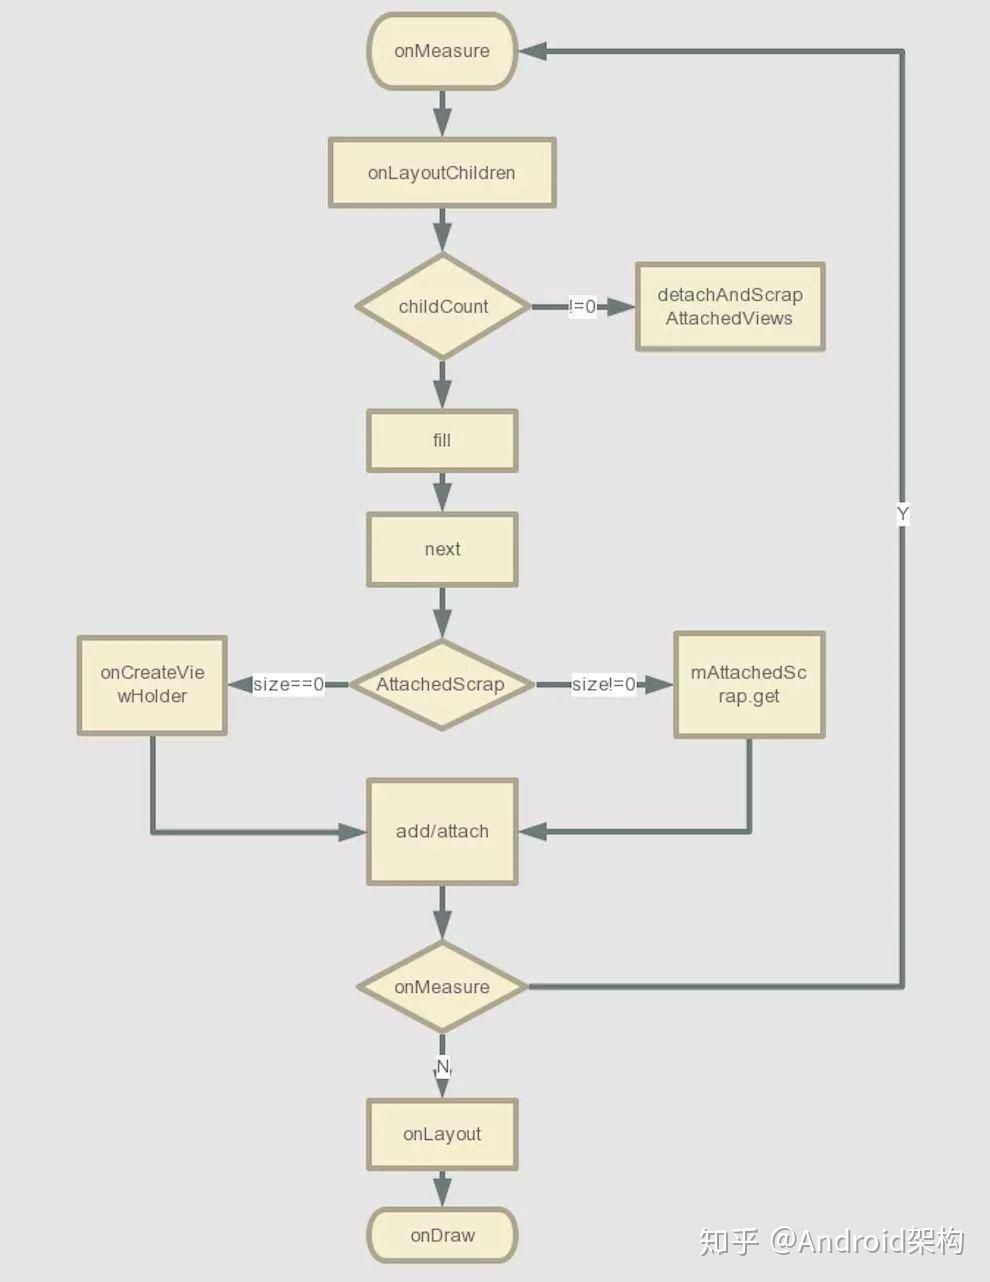 onMeasure
onLayoutChildren
childCount
!=0
detachAndScrap
AttachedViews
fill
next
Y
onCreateVie
wHolder
size==0
AttachedScrap
size!=0
mAttachedSc
rap.get
add/attach
onMeasure
N
onLayout
onDraw
知乎 @Android架构